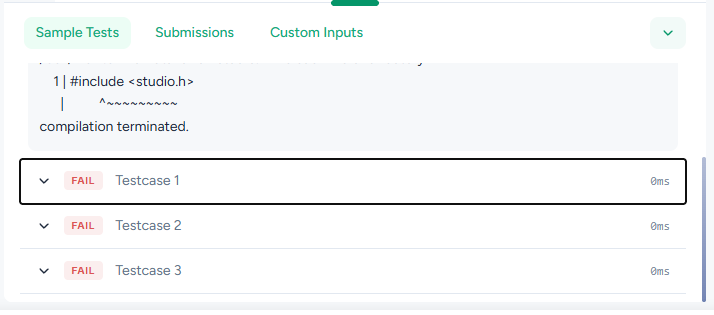 Sample Tests Submissions Custom Inputs
1 | #include <studio.h>
| ^~~~~~~~~~
compilation terminated.
FAIL Testcase 1 0ms
FAIL Testcase 2 0ms
FAIL Testcase 3 0ms